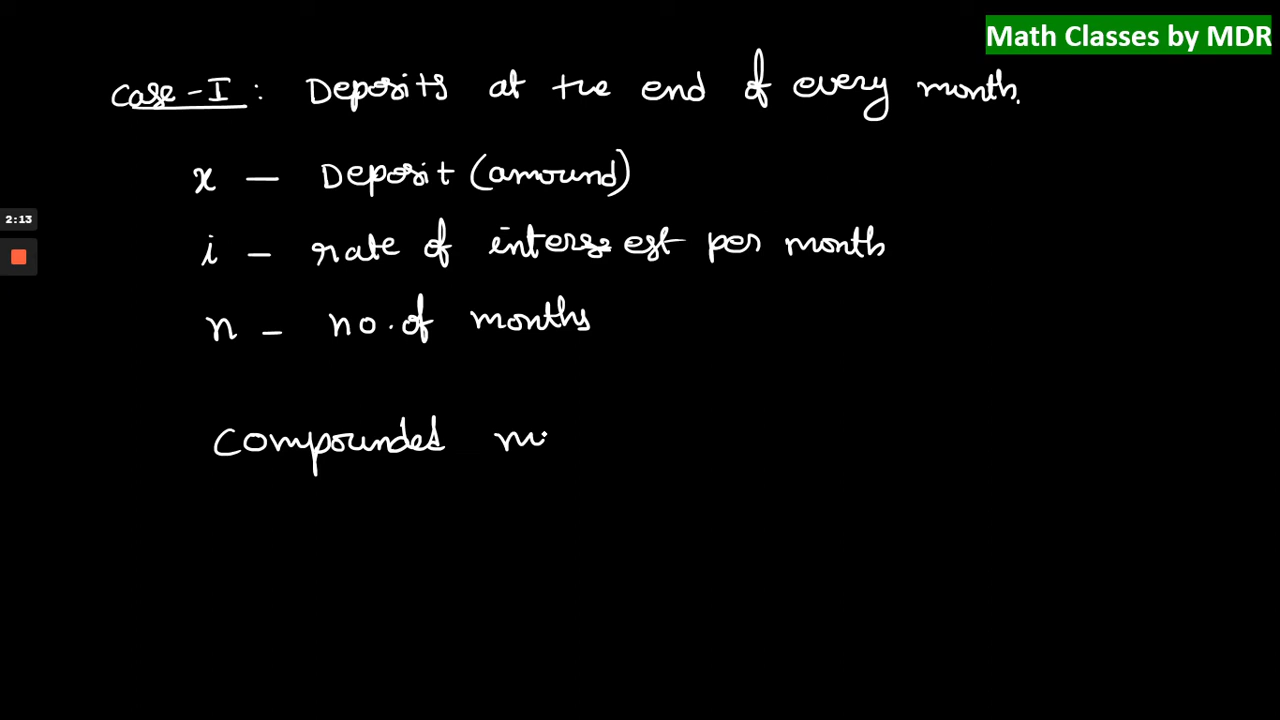 Math Classes by MDR
Case - I : Deposits at the end of every month.
x — Deposit (amound)
2:13
i – rate of interest per month
n – no. of months
Compounded m